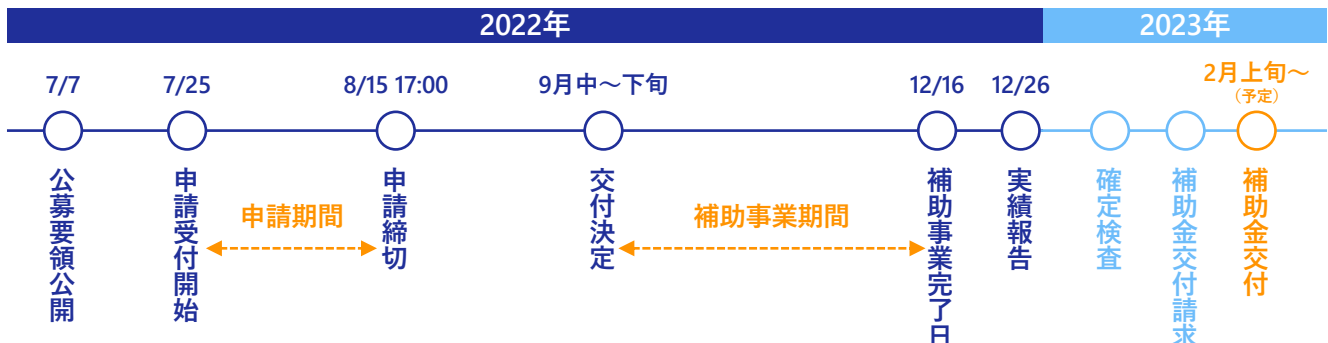 2022年
2023年
7/7
7/25
8/15 17:00
9月中～下旬
12/16
12/26
2月上旬～
（予定）
公募要領公開
申請受付開始
申請期間
申請締切
交付決定
補助事業期間
補助事業完了日
実績報告
確定検査
補助金交付請求
補助金交付